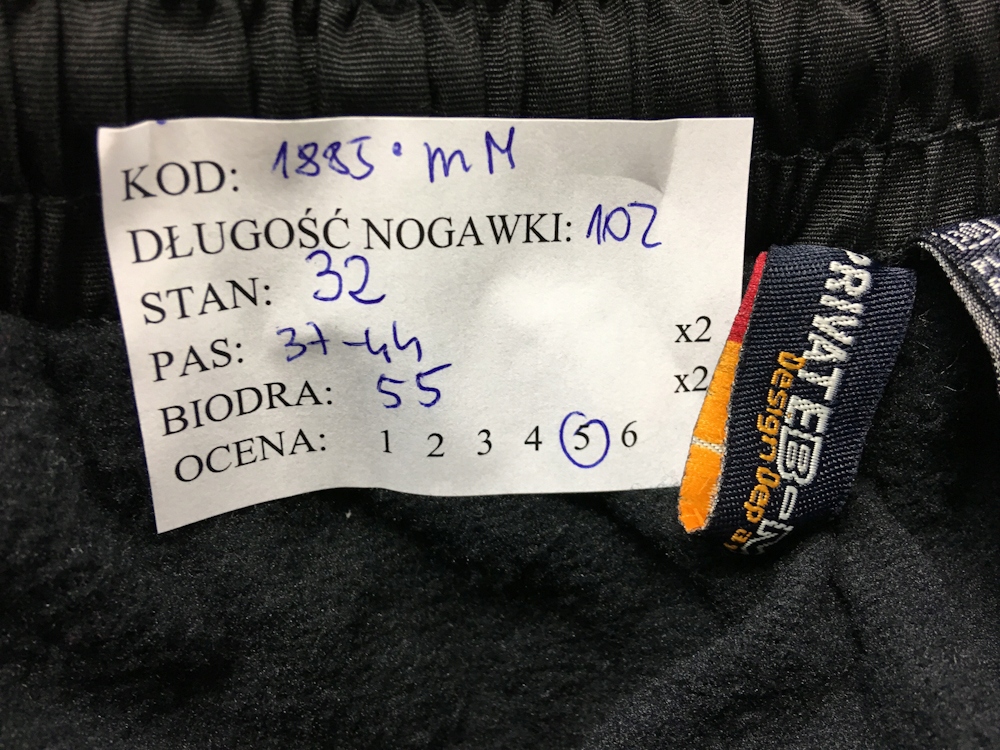 KOD: 1885 • mM
DŁUGOŚĆ NOGAWKI: 102
STAN: 32
PAS: 37-44 x2
BIODRA: 55 x2
OCENA: 1 2 3 4 5 6
PRIVATE B-
Design Dep